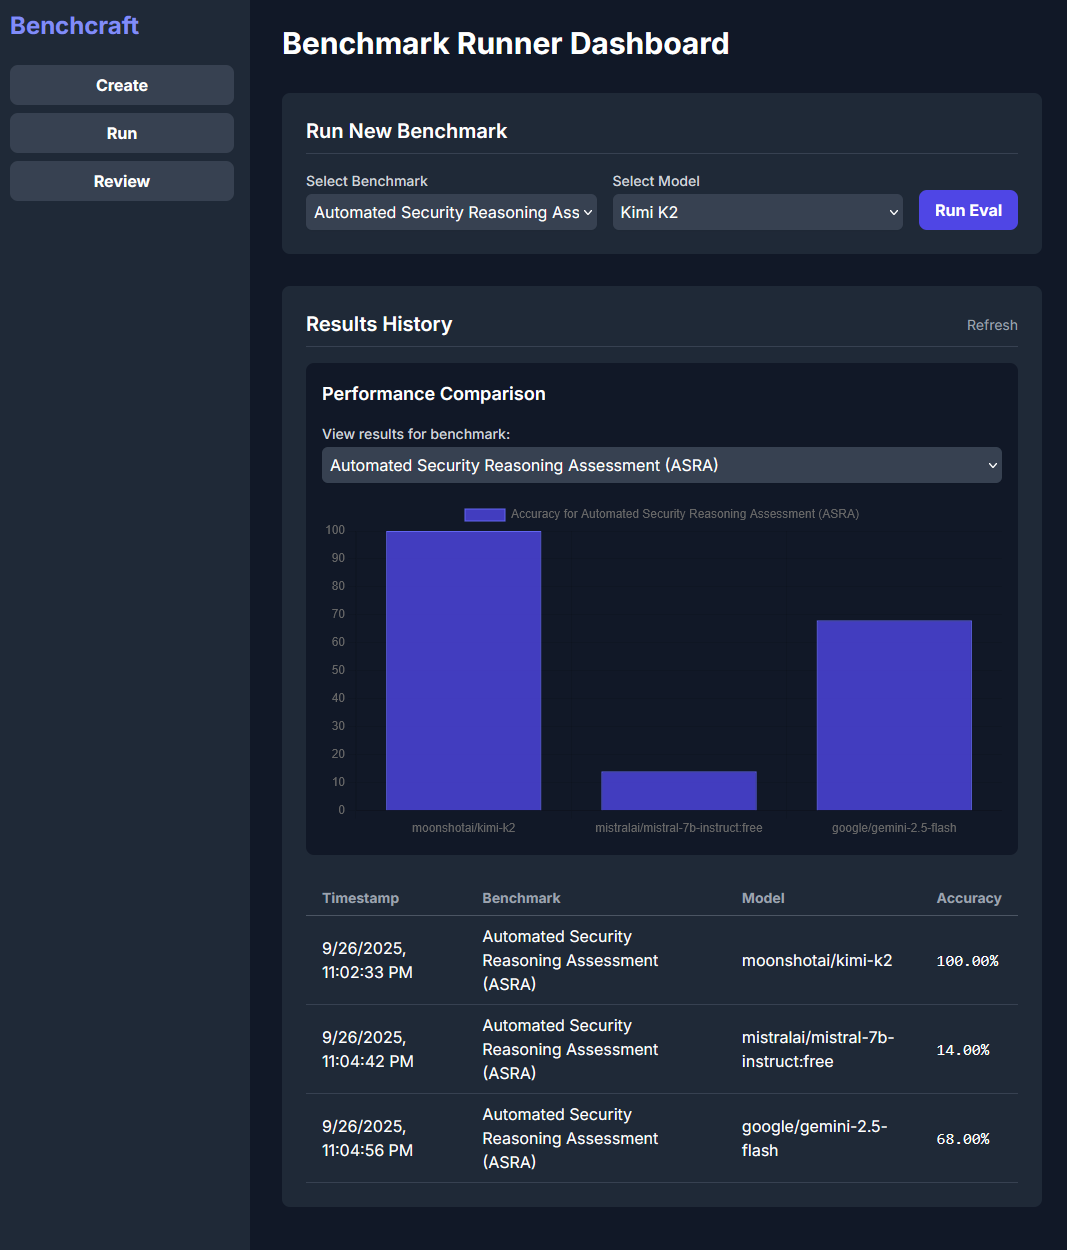 Benchcraft
Create
Run
Review
Benchmark Runner Dashboard
Run New Benchmark
Select Benchmark
Automated Security Reasoning Ass
Select Model
Kimi K2
Run Eval
Results History
Refresh
Performance Comparison
View results for benchmark:
Automated Security Reasoning Assessment (ASRA)
Accuracy for Automated Security Reasoning Assessment (ASRA)
100
90
80
70
60
50
40
30
20
10
0
moonshotai/kimi-k2
mistralai/mistral-7b-instruct:free
google/gemini-2.5-flash
Timestamp Benchmark Model Accuracy
9/26/2025,
11:02:33 PM
Automated Security
Reasoning Assessment
(ASRA)
moonshotai/kimi-k2
100.00%
9/26/2025,
11:04:42 PM
Automated Security
Reasoning Assessment
(ASRA)
mistralai/mistral-7b-
instruct:free
14.00%
9/26/2025,
11:04:56 PM
Automated Security
Reasoning Assessment
(ASRA)
google/gemini-2.5-
flash
68.00%